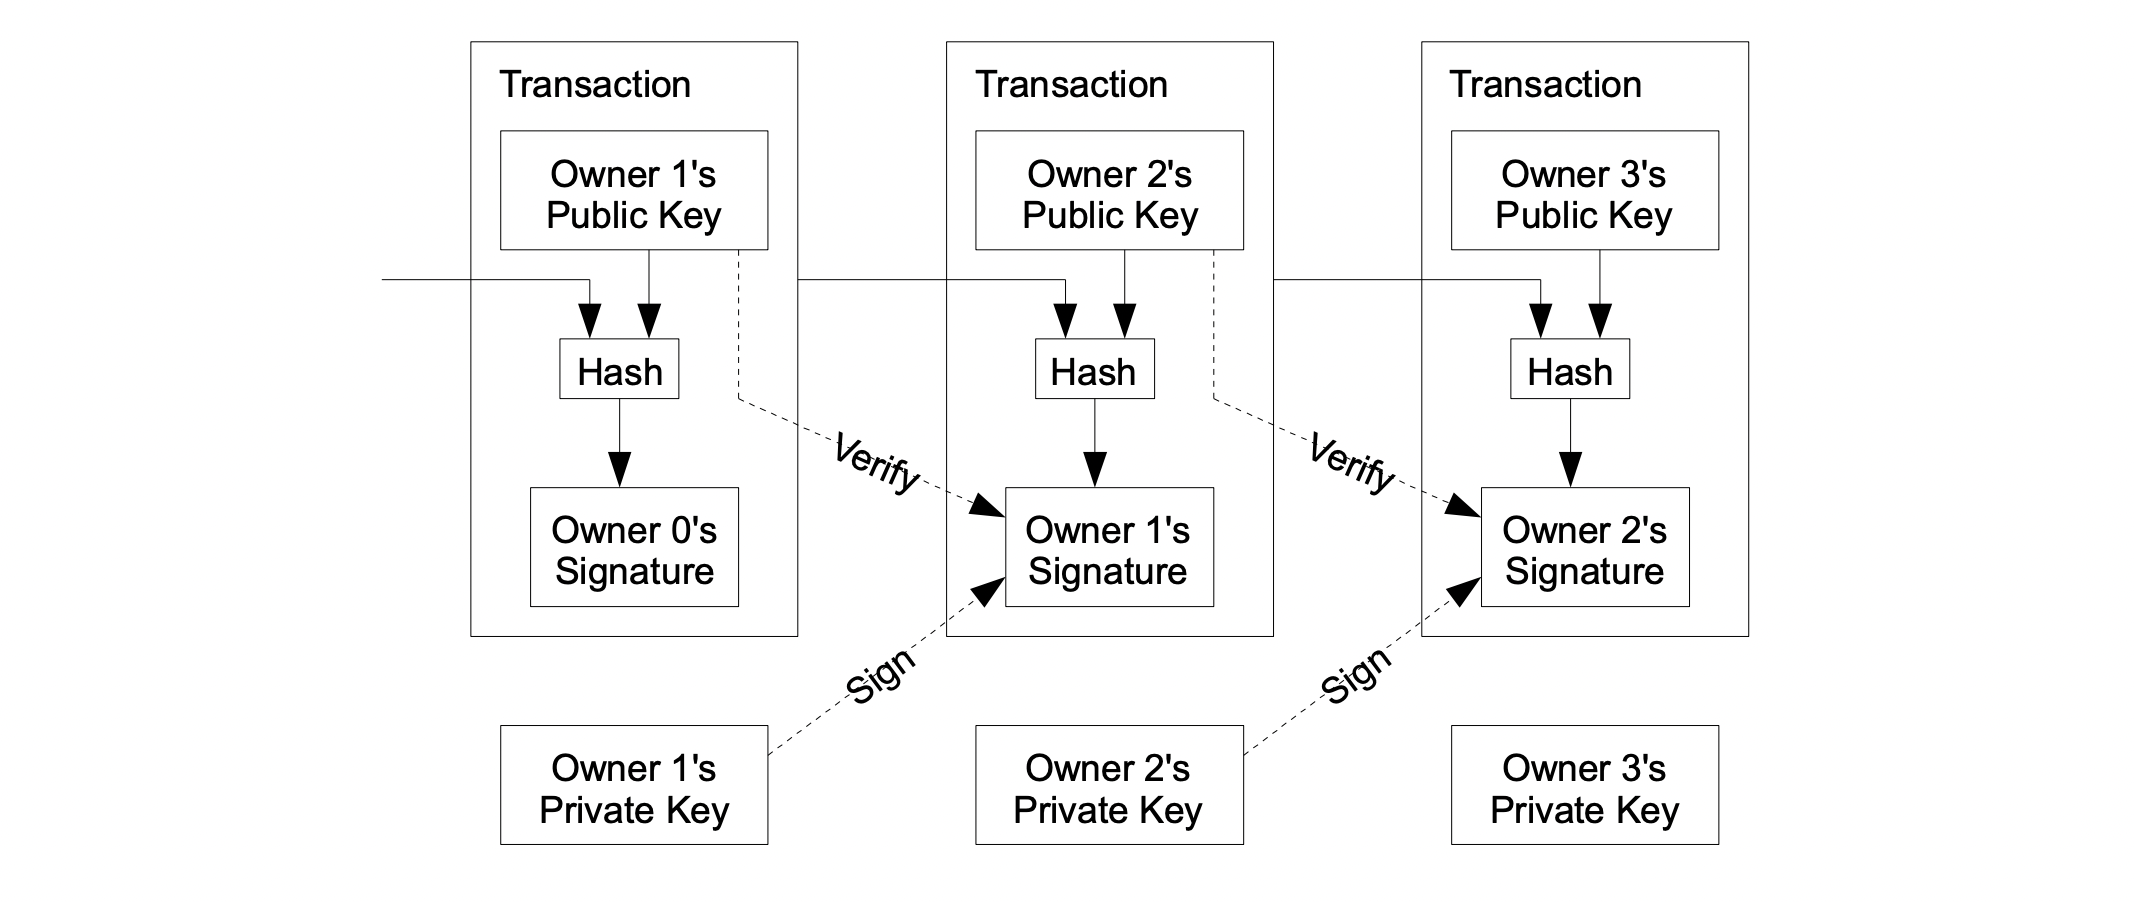 Transaction
Transaction
Transaction
Owner 1's
Public Key
Owner 2's
Public Key
Owner 3's
Public Key
Hash
Hash
Hash
Verify
Verify
Owner 0's
Signature
Owner 1's
Signature
Owner 2's
Signature
Sign
Sign
Owner 1's
Private Key
Owner 2's
Private Key
Owner 3's
Private Key